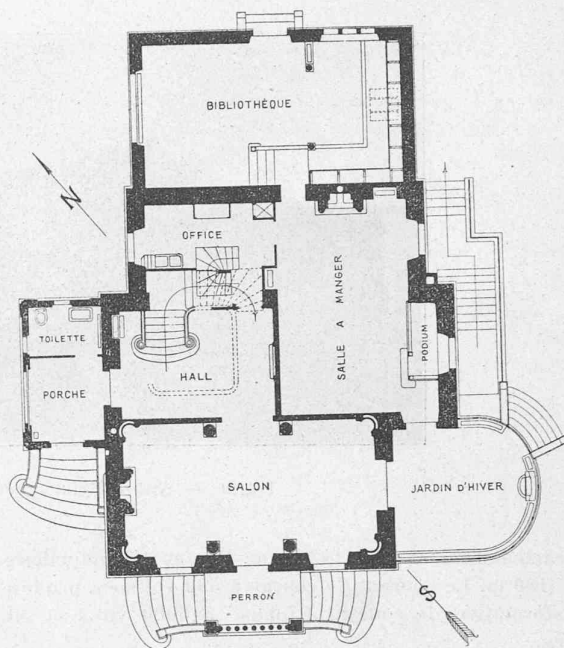 BIBLIOTHÈQUE
N
OFFICE
SALLE A MANGER
TOILETTE
PODIUM
HALL
PORCHE
SALON
JARDIN D'HIVER
PERRON
S